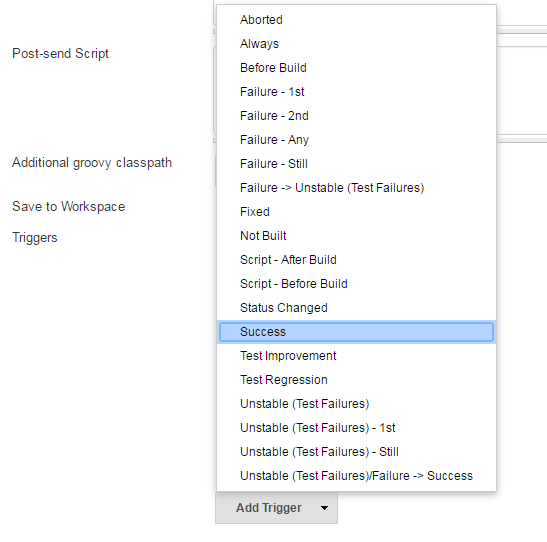 Aborted
Always
Post-send Script
Before Build
Failure - 1st
Failure - 2nd
Failure - Any
Additional groovy classpath
Failure - Still
Failure -> Unstable (Test Failures)
Save to Workspace
Fixed
Triggers
Not Built
Script - After Build
Script - Before Build
Status Changed
Success
Test Improvement
Test Regression
Unstable (Test Failures)
Unstable (Test Failures) - 1st
Unstable (Test Failures) - Still
Unstable (Test Failures)/Failure -> Success
Add Trigger